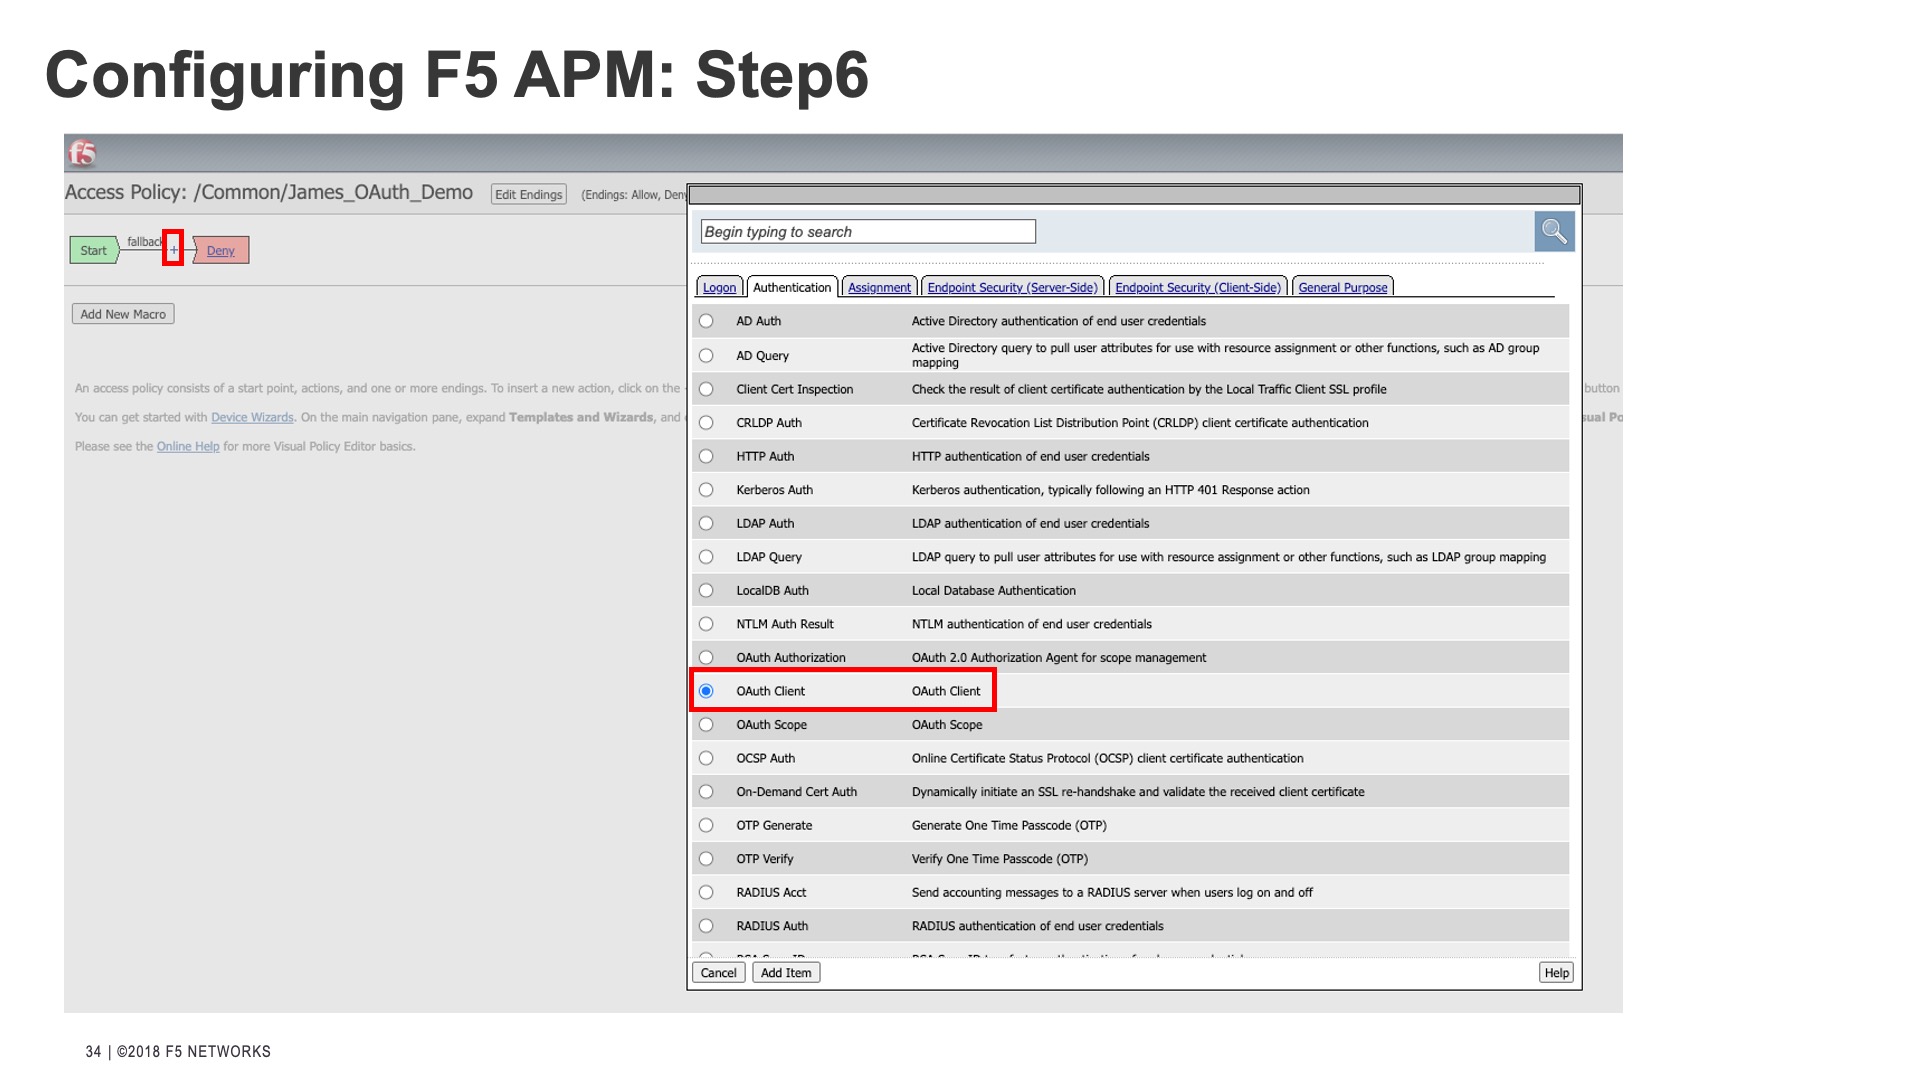 Configuring F5 APM: Step6
f5
Access Policy: /Common/James_OAuth_Demo Edit Endings (Endings: Allow, Deny
Start fallback + Deny
Add New Macro
An access policy consists of a start point, actions, and one or more endings. To insert a new action, click on the
button
You can get started with Device Wizards. On the main navigation pane, expand Templates and Wizards, and
Please see the Online Help for more Visual Policy Editor basics.
Begin typing to search
Logon Authentication Assignment Endpoint Security (Server-Side) Endpoint Security (Client-Side) General Purpose
AD Auth Active Directory authentication of end user credentials
AD Query Active Directory query to pull user attributes for use with resource assignment or other functions, such as AD group
mapping
Client Cert Inspection Check the result of client certificate authentication by the Local Traffic Client SSL profile
CRLDP Auth Certificate Revocation List Distribution Point (CRLDP) client certificate authentication
HTTP Auth HTTP authentication of end user credentials
Kerberos Auth Kerberos authentication, typically following an HTTP 401 Response action
LDAP Auth LDAP authentication of end user credentials
LDAP Query LDAP query to pull user attributes for use with resource assignment or other functions, such as LDAP group mapping
LocalDB Auth Local Database Authentication
NTLM Auth Result NTLM authentication of end user credentials
OAuth Authorization OAuth 2.0 Authorization Agent for scope management
OAuth Client OAuth Client
OAuth Scope OAuth Scope
OCSP Auth Online Certificate Status Protocol (OCSP) client certificate authentication
On-Demand Cert Auth Dynamically initiate an SSL re-handshake and validate the received client certificate
OTP Generate Generate One Time Passcode (OTP)
OTP Verify Verify One Time Passcode (OTP)
RADIUS Acct Send accounting messages to a RADIUS server when users log on and off
RADIUS Auth RADIUS authentication of end user credentials
Cancel Add Item Help
34 | ©2018 F5 NETWORKS